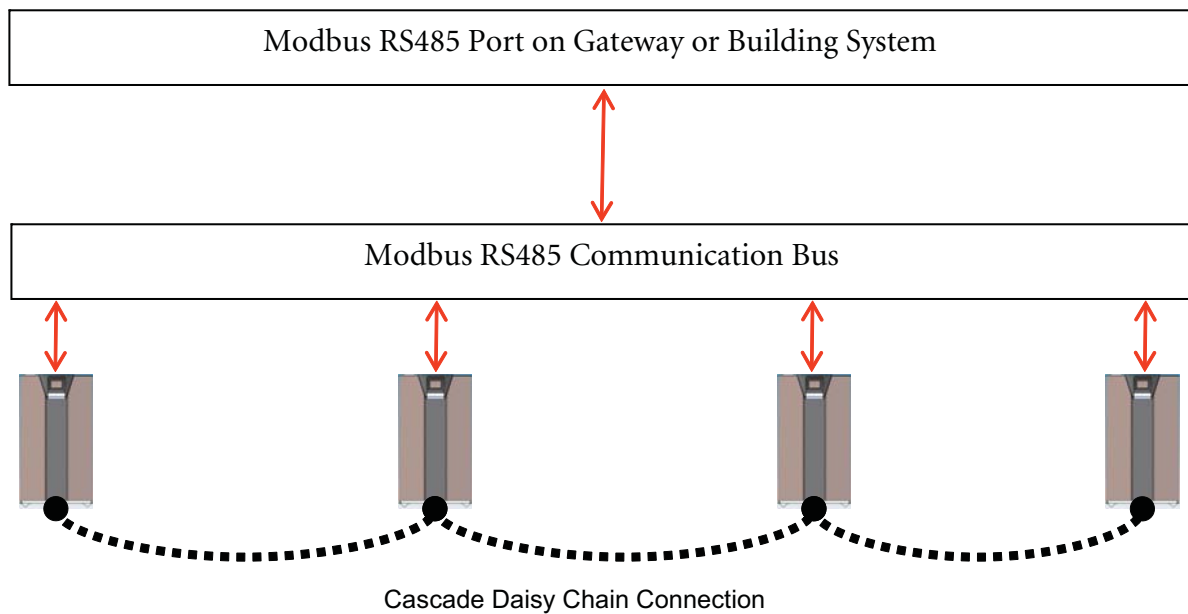 Modbus RS485 Port on Gateway or Building System
Modbus RS485 Communication Bus
Cascade Daisy Chain Connection